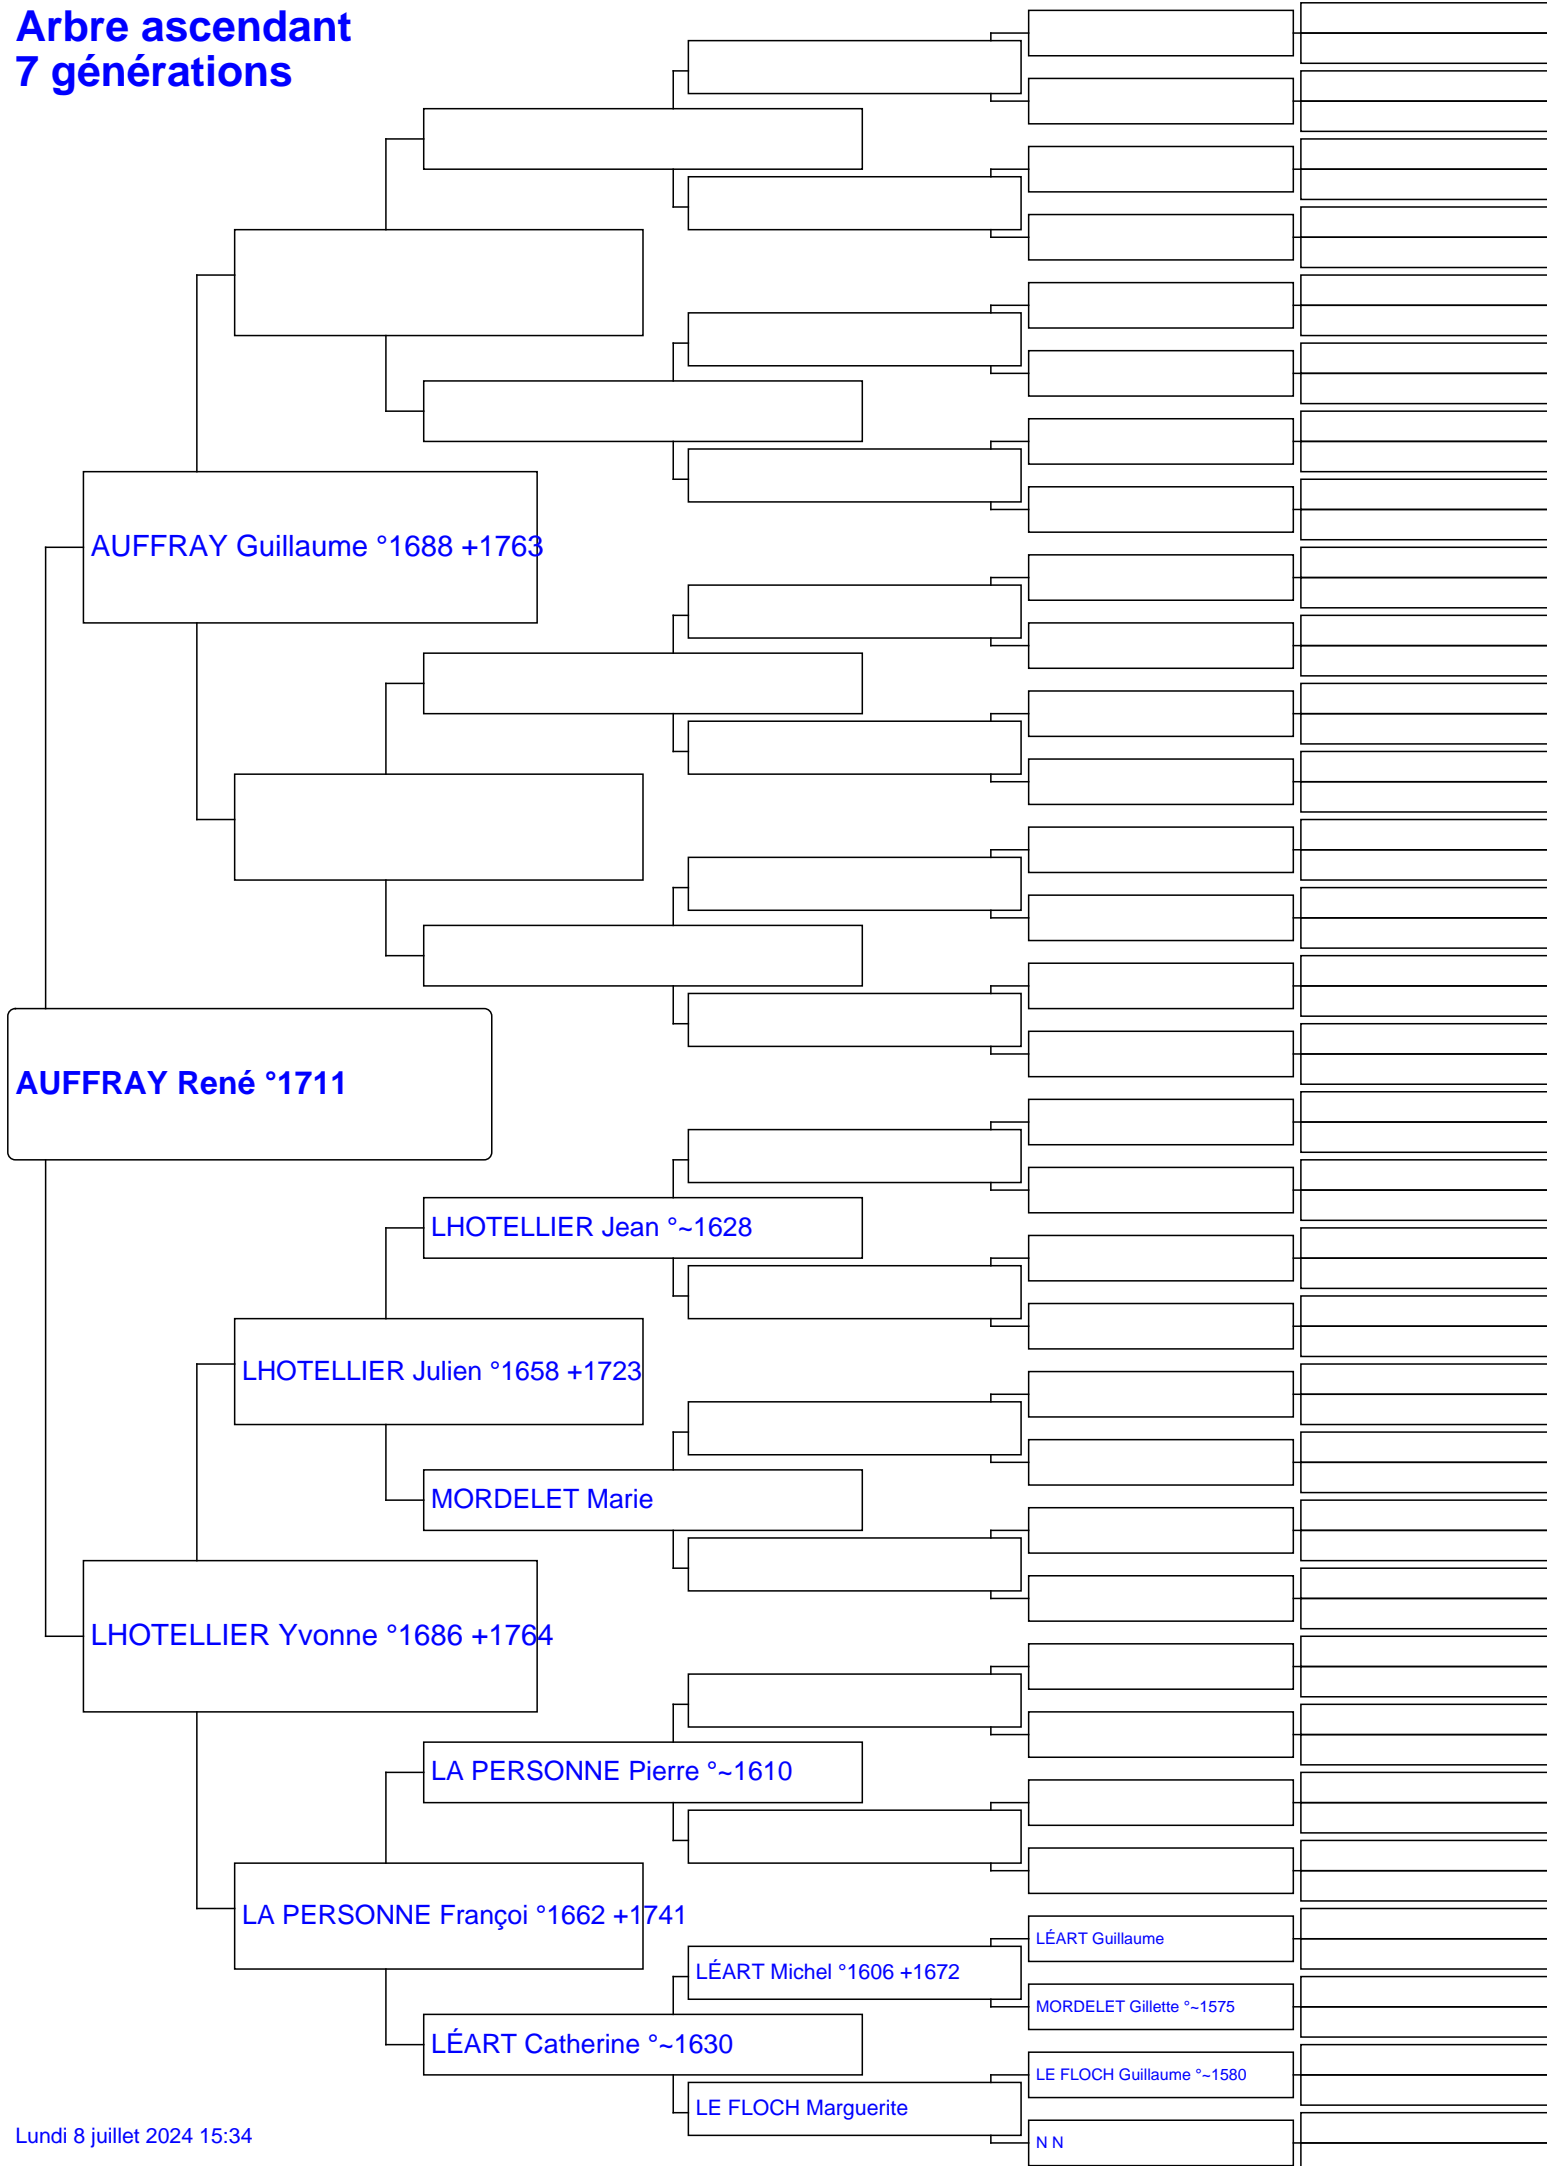 Arbre ascendant
7 générations
AUFFRAY Guillaume °1688 +1763
AUFFRAY René °1711
LHOTELLIER Jean °~1628
LHOTELLIER Julien °1658 +1723
MORDELET Marie
LHOTELLIER Yvonne °1686 +1764
LA PERSONNE Pierre °~1610
LA PERSONNE Françoi °1662 +1741
LÉART Guillaume
LÉART Michel °1606 +1672
MORDELET Gillette °~1575
LÉART Catherine °~1630
LE FLOCH Guillaume °~1580
LE FLOCH Marguerite
N N
Lundi 8 juillet 2024 15:34